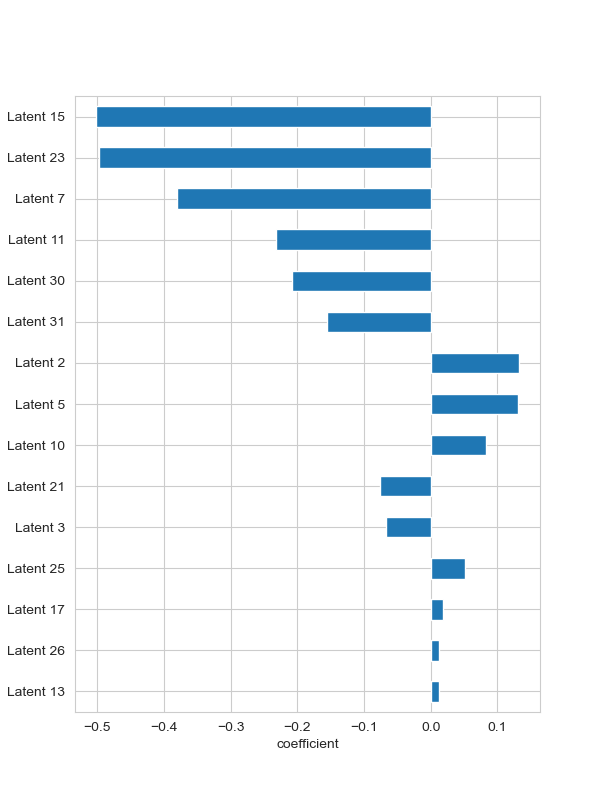 Latent 15
Latent 23
Latent 7
Latent 11
Latent 30
Latent 31
Latent 2
Latent 5
Latent 10
Latent 21
Latent 3
Latent 25
Latent 17
Latent 26
Latent 13
−0.5 −0.4 −0.3 −0.2 −0.1 0.0 0.1
coefficient